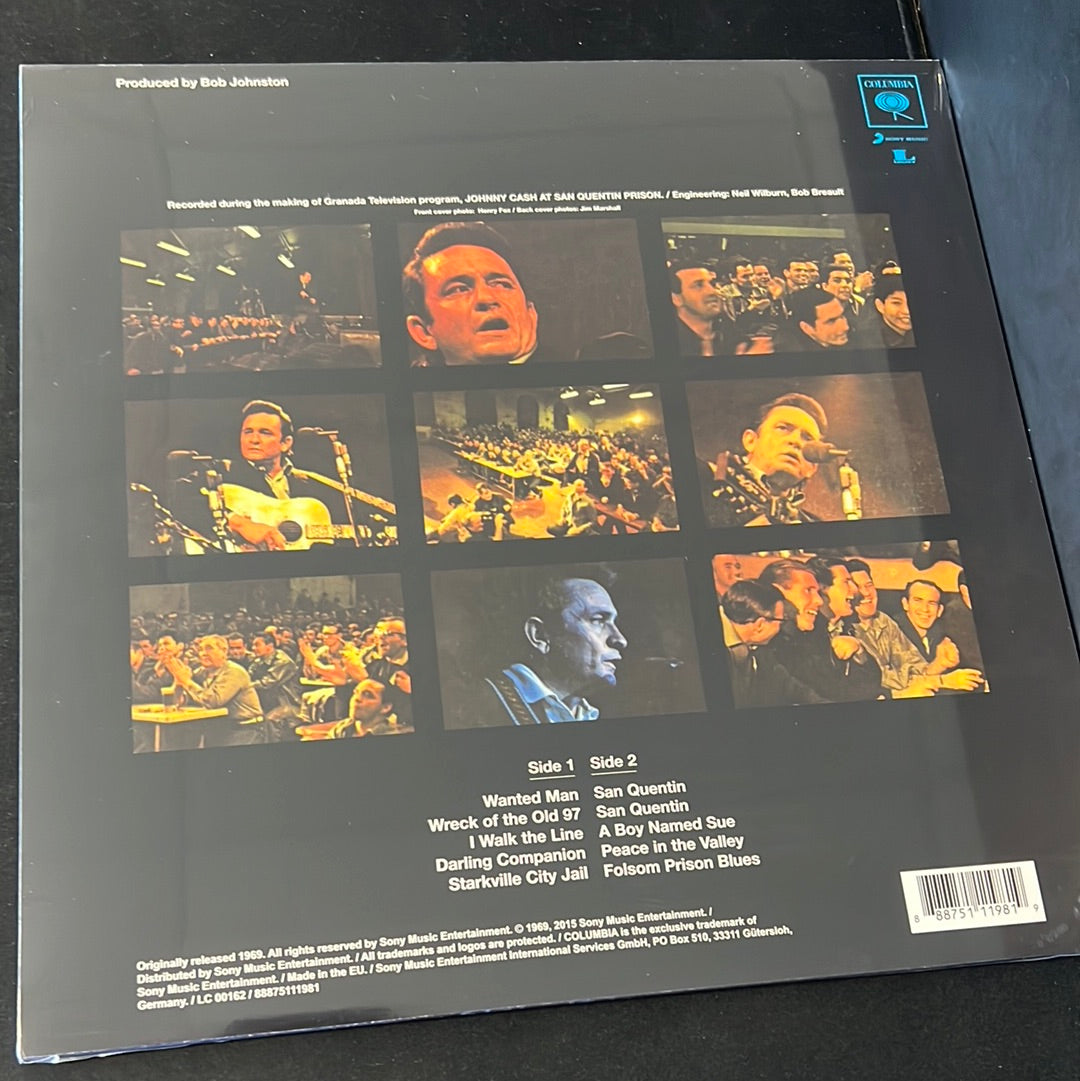 Produced by Bob Johnston
COLUMBIA
SONY MUSIC
Recorded during the making of Granada Television program, JOHNNY CASH AT SAN QUENTIN PRISON. / Engineering: Neil Wilburn, Bob Breault
Front cover photo: Henry Fox / Back cover photos: Jim Marshall
Side 1 Side 2
Wanted Man San Quentin
Wreck of the Old 97 San Quentin
I Walk the Line A Boy Named Sue
Darling Companion Peace in the Valley
Starkville City Jail Folsom Prison Blues
8 88751 11981 9
Originally released 1969. All rights reserved by Sony Music Entertainment. © 1969, 2015 Sony Music Entertainment. /
Distributed by Sony Music Entertainment. / All trademarks and logos are protected. / COLUMBIA is the exclusive trademark of
Sony Music Entertainment. / Made in the EU. / Sony Music Entertainment International Services GmbH, PO Box 510, 33311 Gütersloh,
Germany. / LC 00162 / 88875111981